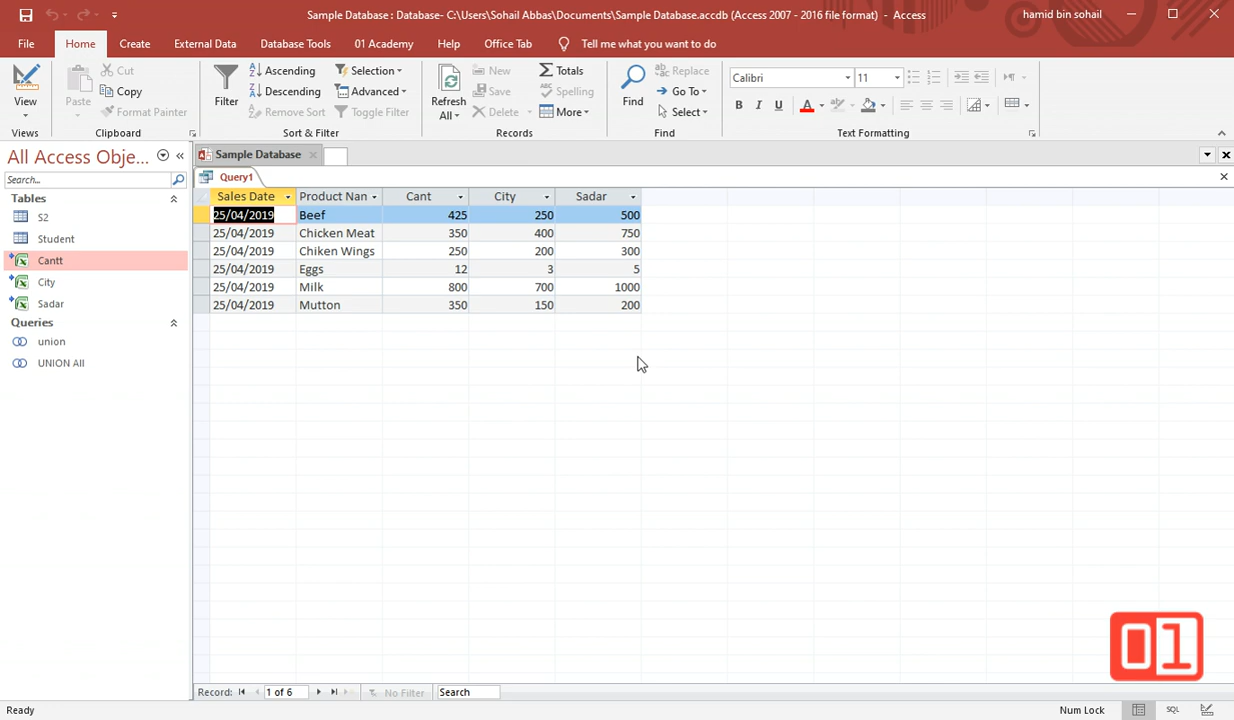 Sample Database : Database- C:\Users\Sohail Abbas\Documents\Sample Database.accdb (Access 2007 - 2016 file format) - Access
hamid bin sohail
File Home Create External Data Database Tools 01 Academy Help Office Tab Tell me what you want to do
View
Views
Paste
Cut
Copy
Format Painter
Clipboard
Filter
Ascending
Descending
Remove Sort
Selection
Advanced
Toggle Filter
Sort & Filter
Refresh
All
New
Save
Delete
Totals
Spelling
More
Records
Find
Replace
Go To
Select
Find
Calibri 11
B I U A
Text Formatting
All Access Obje...
Search...
Tables
S2
Student
Cantt
City
Sadar
Queries
union
UNION All
Sample Database
Query1
Sales Date Product Nan Cant City Sadar
25/04/2019 Beef 425 250 500
25/04/2019 Chicken Meat 350 400 750
25/04/2019 Chiken Wings 250 200 300
25/04/2019 Eggs 12 3 5
25/04/2019 Milk 800 700 1000
25/04/2019 Mutton 350 150 200
01
Record: 1 of 6 No Filter Search
Ready
Num Lock SQL